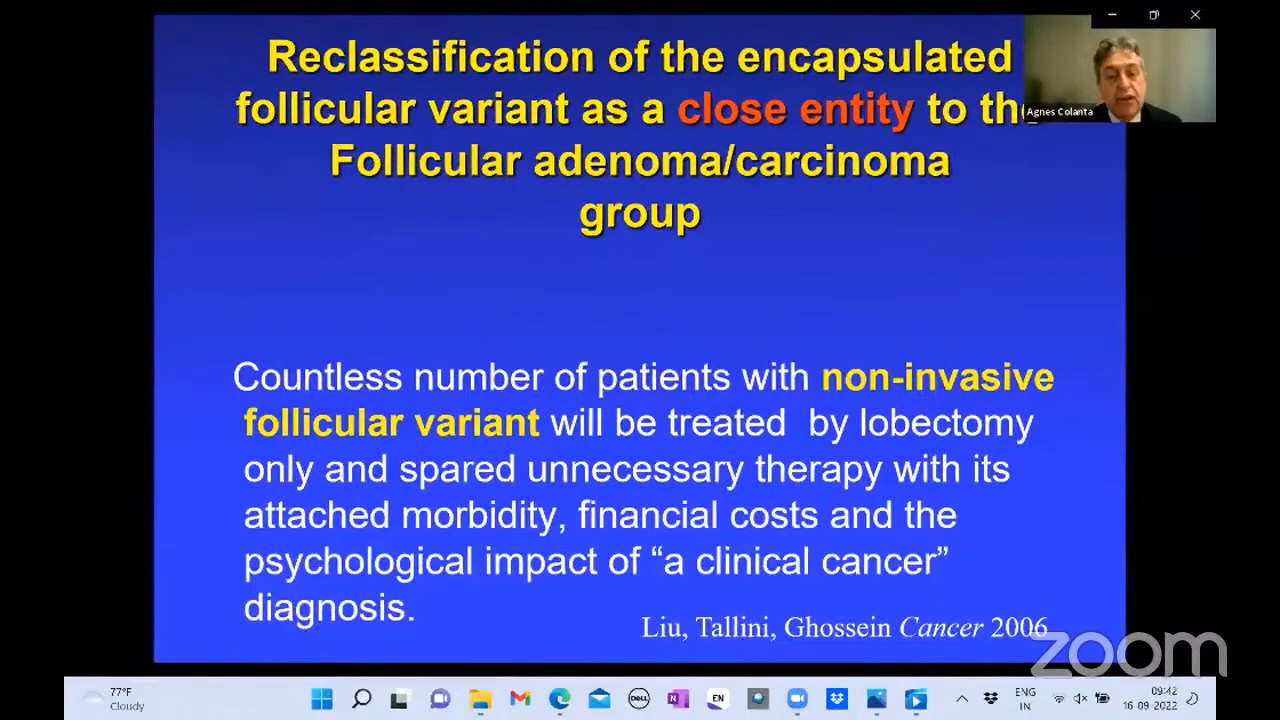 Reclassification of the encapsulated
follicular variant as a close entity to the
Follicular adenoma/carcinoma
group
Agnes Colanta
Countless number of patients with non-invasive
follicular variant will be treated by lobectomy
only and spared unnecessary therapy with its
attached morbidity, financial costs and the
psychological impact of “a clinical cancer”
diagnosis.
Liu, Tallini, Ghossein Cancer 2006
zoom
77°F
Cloudy
DELL
EN
ENG
IN
09:42
16-09-2022